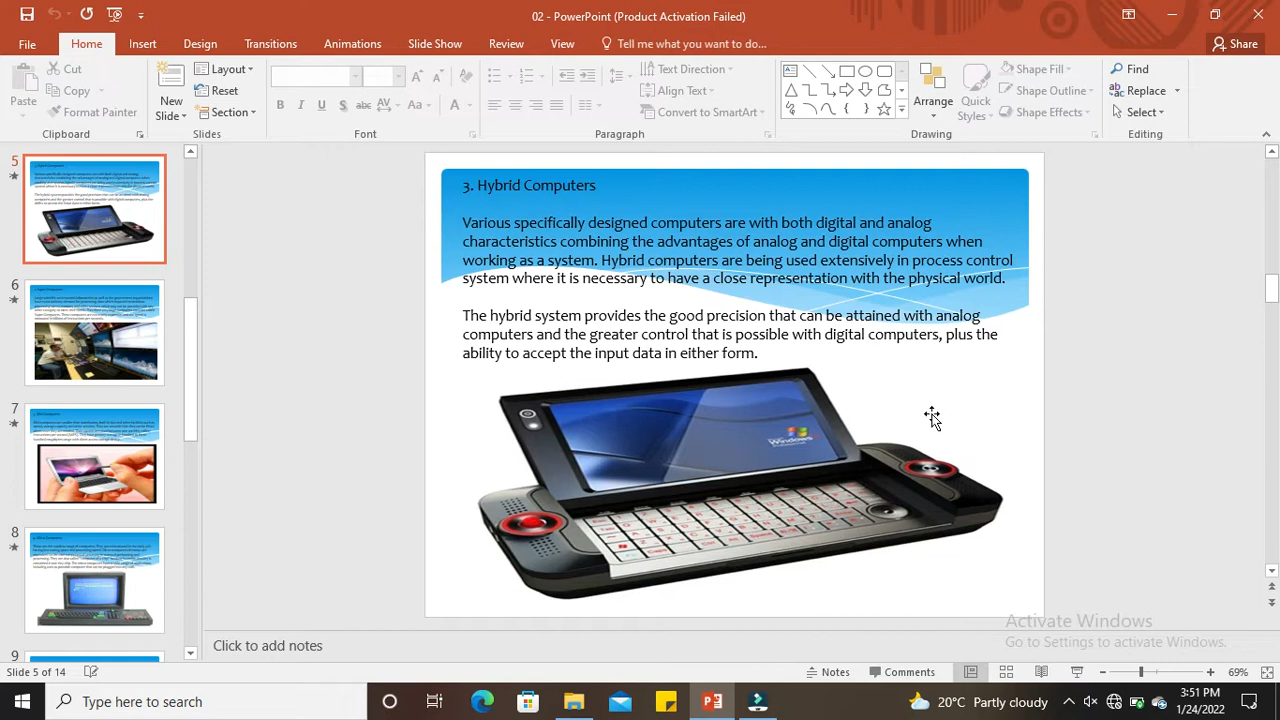 02 - PowerPoint (Product Activation Failed)
File Home Insert Design Transitions Animations Slide Show Review View Tell me what you want to do... Share
Paste
Cut
Copy
Format Painter
New Slide
Layout
Reset
Section
B I U S abc AV Aa A
Text Direction
Align Text
Convert to SmartArt
Arrange
Quick Styles
Shape Fill
Shape Outline
Shape Effects
Find
Replace
Select
Clipboard Slides Font Paragraph Drawing Editing
5
6
7
8
9
3. Hybrid Computers
Various specifically designed computers are with both digital and analog
characteristics combining the advantages of analog and digital computers when
working as a system. Hybrid computers are being used extensively in process control
system where it is necessary to have a close representation with the physical world.
The hybrid system provides the good precision that can be attained with analog
computers and the greater control that is possible with digital computers, plus the
ability to accept the input data in either form.
Windows
Activate Windows
Go to Settings to activate Windows.
Click to add notes
Slide 5 of 14 Notes Comments 69%
Type here to search 20°C Partly cloudy 3:51 PM
1/24/2022